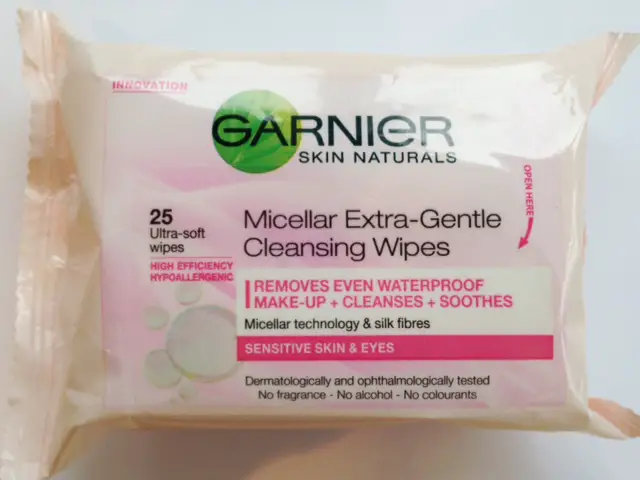 INNOVATION
GARNIER
SKIN NATURALS
OPEN HERE
25
Ultra-soft
wipes
HIGH EFFICIENCY
HYPOALLERGENIC
Micellar Extra-Gentle
Cleansing Wipes
REMOVES EVEN WATERPROOF
MAKE-UP + CLEANSES + SOOTHES
Micellar technology & silk fibres
SENSITIVE SKIN & EYES
Dermatologically and ophthalmologically tested
No fragrance - No alcohol - No colourants